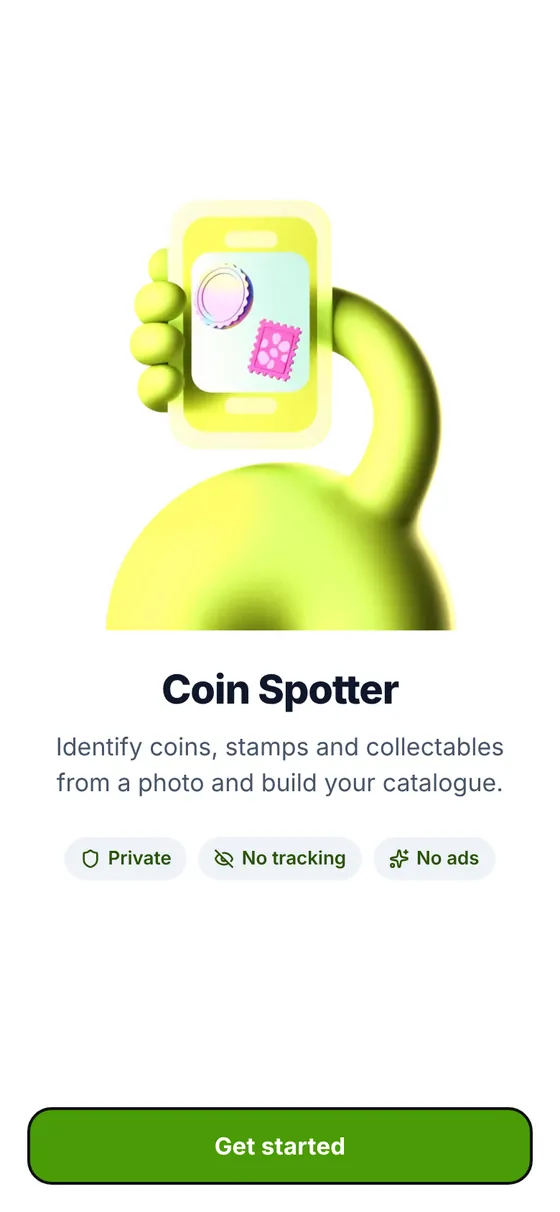 Coin Spotter
Identify coins, stamps and collectables
from a photo and build your catalogue.
Private
No tracking
No ads
Get started